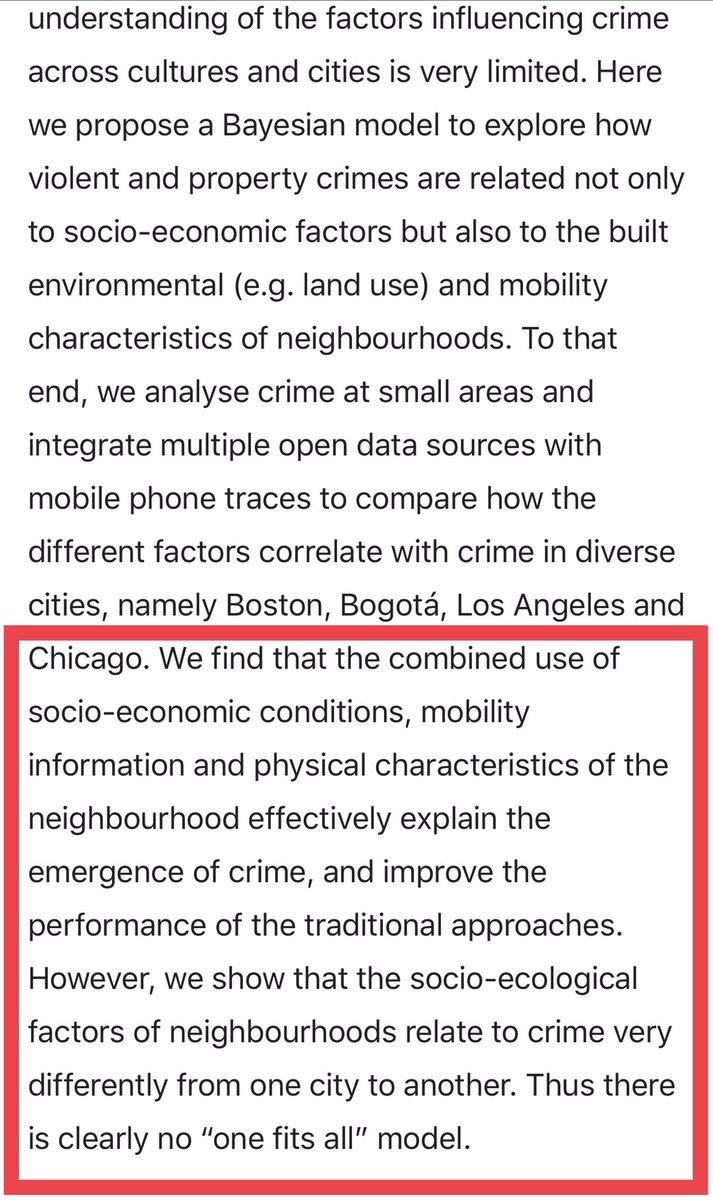 understanding of the factors influencing crime
across cultures and cities is very limited. Here
we propose a Bayesian model to explore how
violent and property crimes are related not only
to socio-economic factors but also to the built
environmental (e.g. land use) and mobility
characteristics of neighbourhoods. To that
end, we analyse crime at small areas and
integrate multiple open data sources with
mobile phone traces to compare how the
different factors correlate with crime in diverse
cities, namely Boston, Bogotá, Los Angeles and
Chicago. We find that the combined use of
socio-economic conditions, mobility
information and physical characteristics of the
neighbourhood effectively explain the
emergence of crime, and improve the
performance of the traditional approaches.
However, we show that the socio-ecological
factors of neighbourhoods relate to crime very
differently from one city to another. Thus there
is clearly no “one fits all” model.